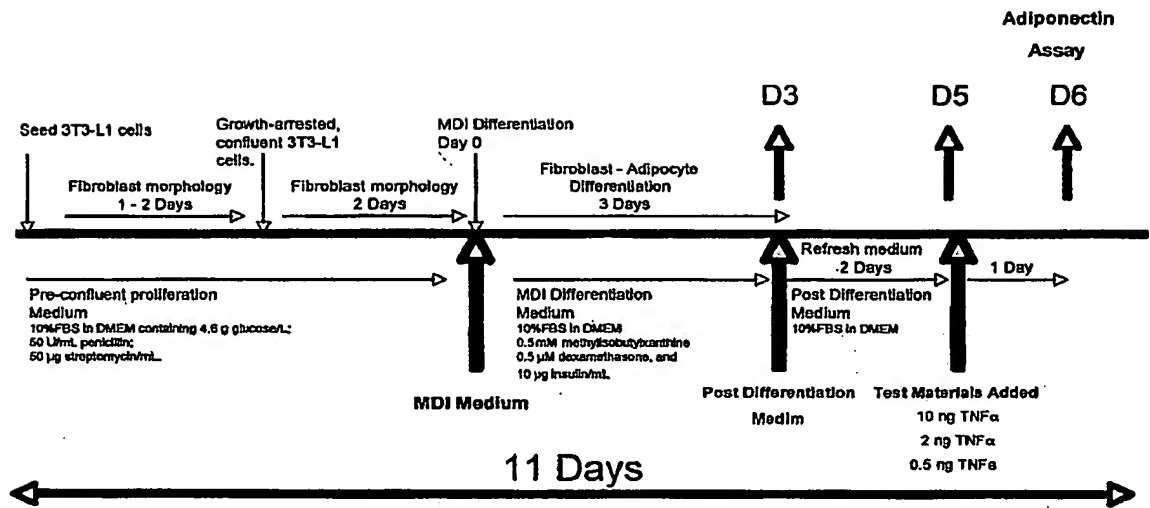 Adiponectin
Assay
D3
D5
D6
Seed 3T3-L1 cells
Growth-arrested,
confluent 3T3-L1
cells.
MDI Differentiation
Day 0
Fibroblast morphology
1 - 2 Days
Fibroblast morphology
2 Days
Fibroblast - Adipocyte
Differentiation
3 Days
Refresh medium
2 Days
1 Day
Pre-confluent proliferation
Medium
10%FBS in DMEM containing 4.6 g glucose/L;
50 U/mL penicillin;
50 µg streptomycin/mL.
MDI Differentiation
Medium
10%FBS in DMEM
0.5mM methylisobutylxanthine
0.5 µM dexamethasone, and
10 µg insulin/mL.
Post Differentiation
Medium
10%FBS in DMEM
MDI Medium
Post Differentiation
Medim
Test Materials Added
10 ng TNFα
2 ng TNFα
0.5 ng TNFα
11 Days